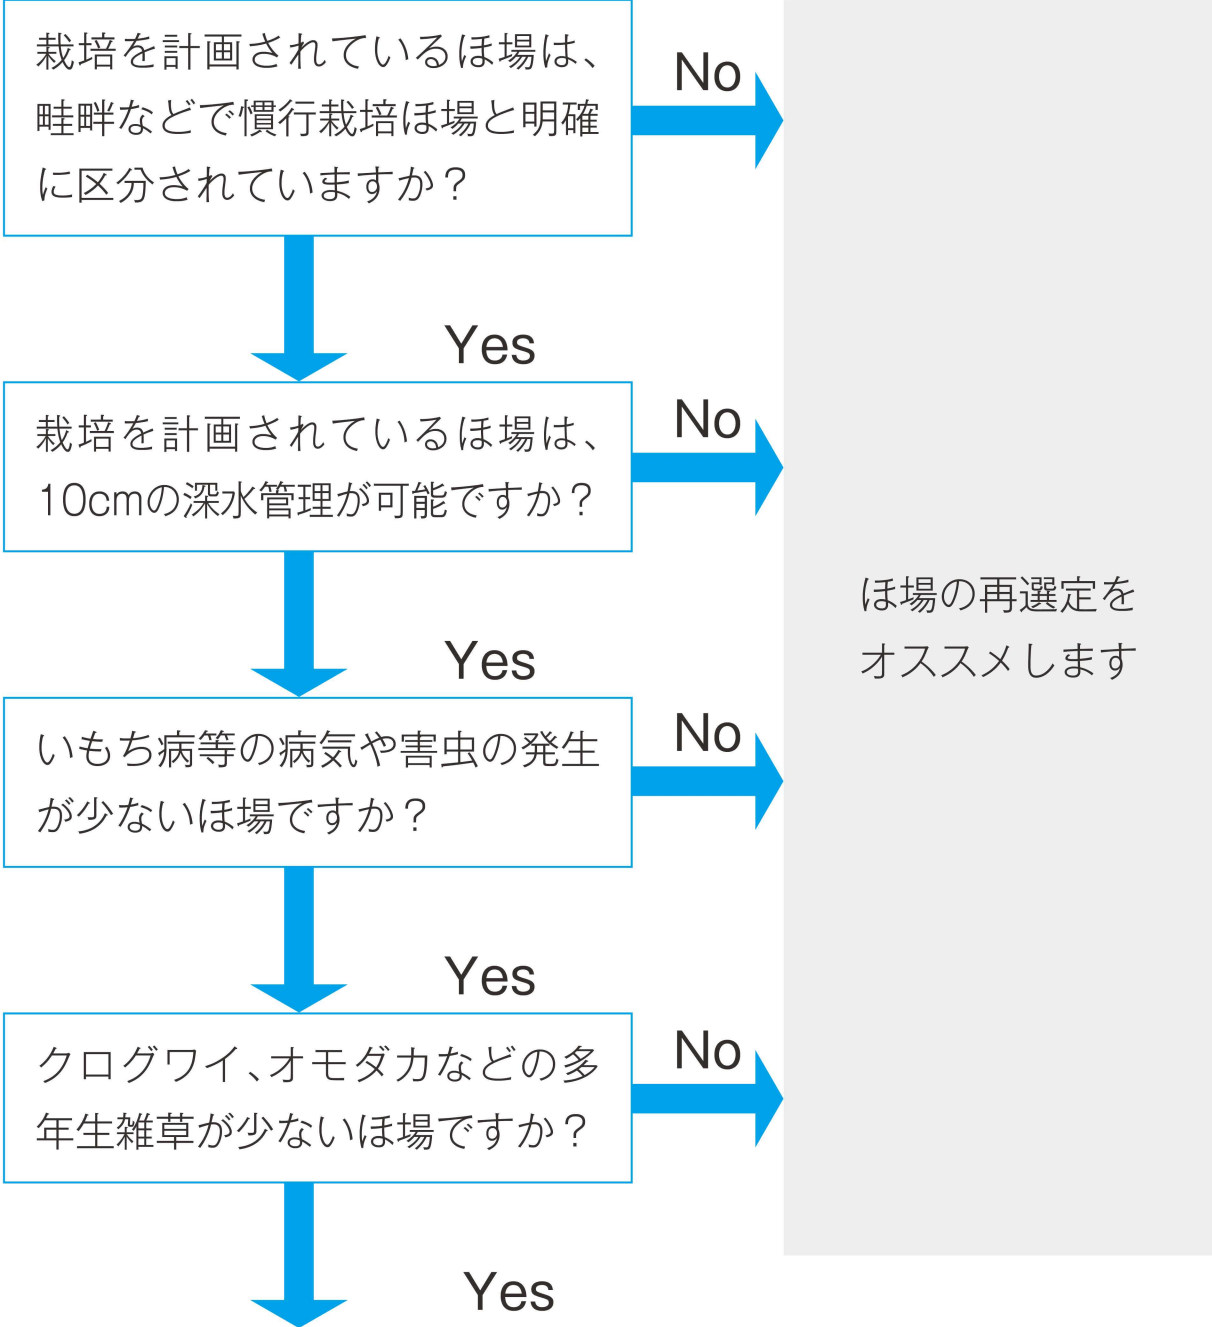 栽培を計画されているほ場は、
畦畔などで慣行栽培ほ場と明確
に区分されていますか？
No
Yes
栽培を計画されているほ場は、
10cmの深水管理が可能ですか？
No
ほ場の再選定を
オススメします
Yes
いもち病等の病気や害虫の発生
が少ないほ場ですか？
No
Yes
クログワイ、オモダカなどの多
年生雑草が少ないほ場ですか？
No
Yes